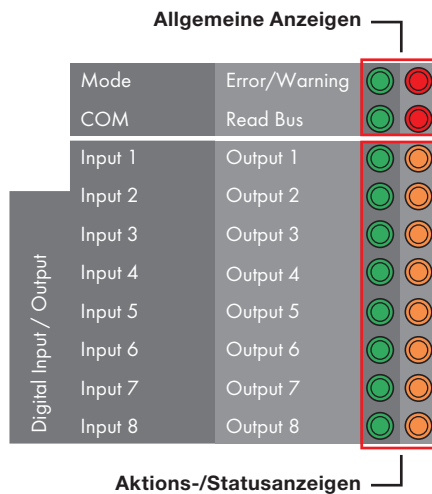 Allgemeine Anzeigen
Mode Error/Warning
COM Read Bus
Input 1 Output 1
Input 2 Output 2
Input 3 Output 3
Input 4 Output 4
Input 5 Output 5
Input 6 Output 6
Input 7 Output 7
Input 8 Output 8
Digital Input / Output
Aktions-/Statusanzeigen